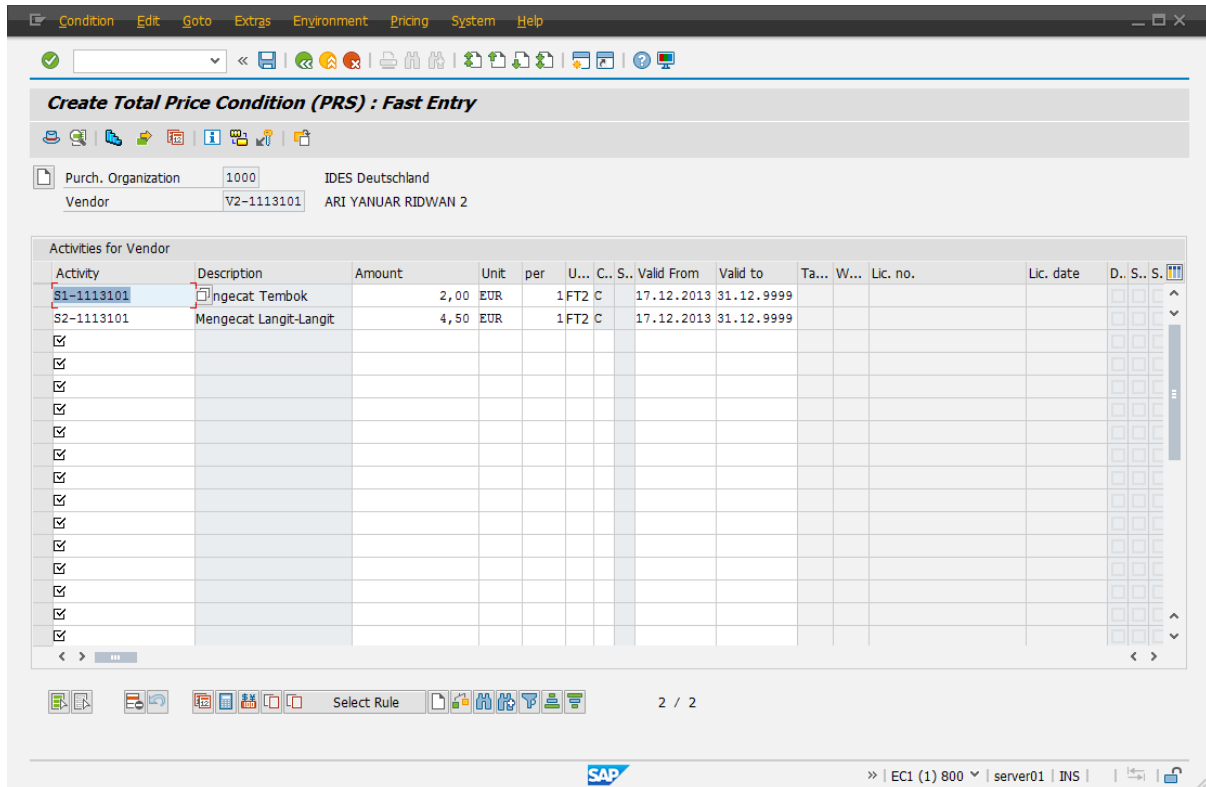 Condition Edit Goto Extras Environment Pricing System Help
Create Total Price Condition (PRS) : Fast Entry
Purch. Organization 1000 IDES Deutschland
Vendor V2-1113101 ARI YANUAR RIDWAN 2
Activities for Vendor
Activity Description Amount Unit per U... C.. S.. Valid From Valid to Ta... W... Lic. no. Lic. date D.. S.. S.
S1-1113101 ngecat Tembok 2,00 EUR 1 FT2 C 17.12.2013 31.12.9999
S2-1113101 Mengecat Langit-Langit 4,50 EUR 1 FT2 C 17.12.2013 31.12.9999
Select Rule 2 / 2
SAP » | EC1 (1) 800 | server01 | INS |